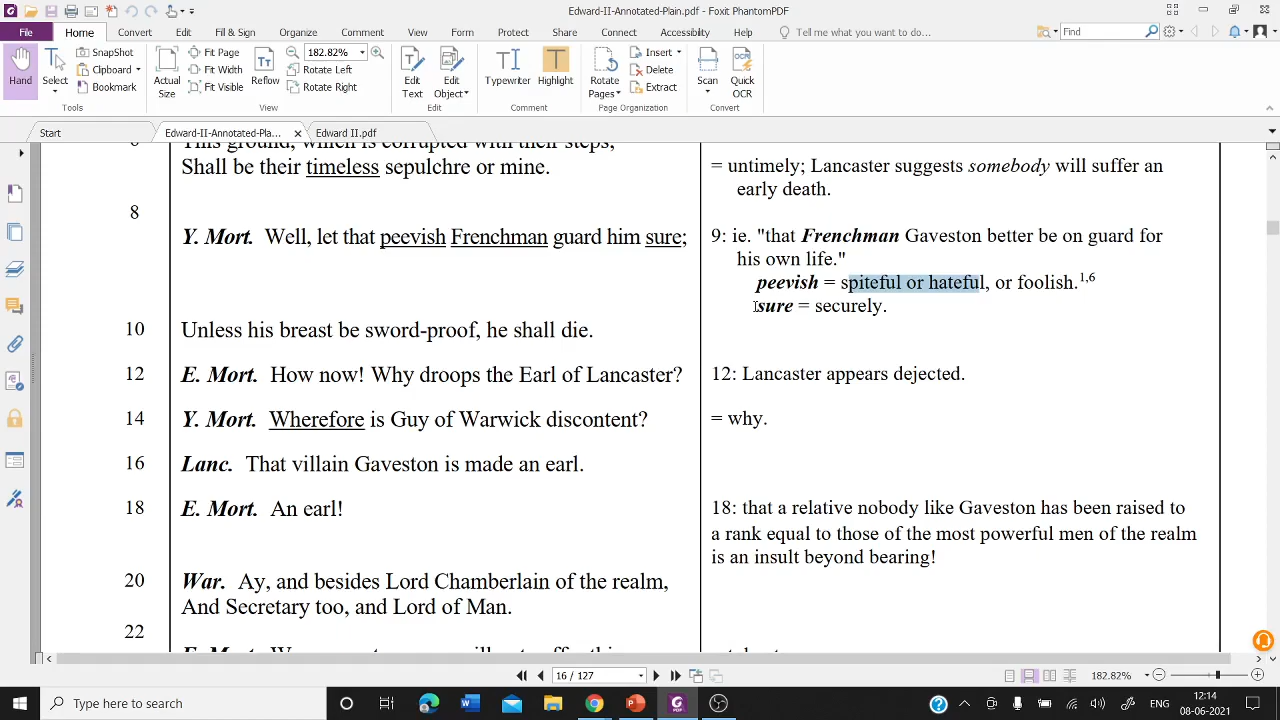 Edward-II-Annotated-Plain.pdf - Foxit PhantomPDF
File
Home
Convert
Edit
Fill & Sign
Organize
Comment
View
Form
Protect
Share
Connect
Accessibility
Help
Tell me what you want to do...
Find
Hand
Select
SnapShot
Clipboard
Bookmark
Tools
Actual
Size
Fit Page
Fit Width
Fit Visible
Reflow
182.82%
Rotate Left
Rotate Right
View
Edit
Text
Edit
Object
Edit
Typewriter
Highlight
Comment
Rotate
Pages
Insert
Delete
Extract
Page Organization
Scan
Quick
OCR
Convert
Start
Edward-II-Annotated-Pla...
Edward II.pdf
This ground, which is corrupted with their steps,
Shall be their timeless sepulchre or mine.
= untimely; Lancaster suggests somebody will suffer an
early death.
8
Y. Mort. Well, let that peevish Frenchman guard him sure;
9: ie. "that Frenchman Gaveston better be on guard for
his own life."
peevish = spiteful or hateful, or foolish.1,6
sure = securely.
10 Unless his breast be sword-proof, he shall die.
12 E. Mort. How now! Why droops the Earl of Lancaster?
12: Lancaster appears dejected.
14 Y. Mort. Wherefore is Guy of Warwick discontent?
= why.
16 Lanc. That villain Gaveston is made an earl.
18 E. Mort. An earl!
18: that a relative nobody like Gaveston has been raised to
a rank equal to those of the most powerful men of the realm
is an insult beyond bearing!
20 War. Ay, and besides Lord Chamberlain of the realm,
And Secretary too, and Lord of Man.
22
16 / 127
182.82%
Type here to search
ENG
12:14
08-06-2021